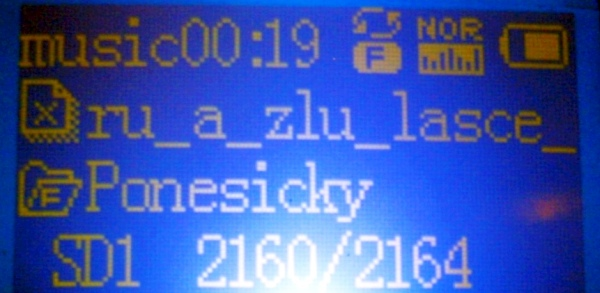 music00:19 F NOR
ru_a_zlu_lasce_
F Ponesicky
SD1 2160/2164